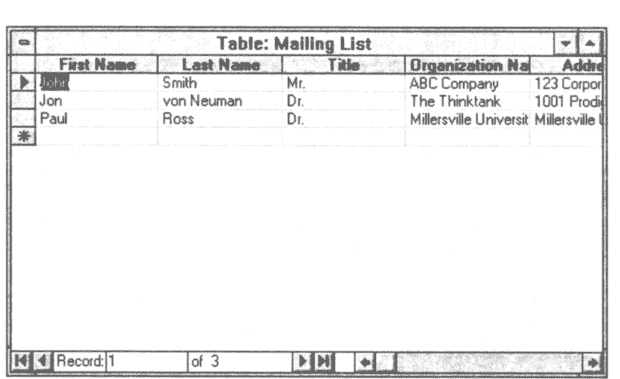 Table: Mailing List
First Name Last Name Title Organization Na Addre
John Smith Mr. ABC Company 123 Corpor
Jon von Neuman Dr. The Thinktank 1001 Prodi
Paul Ross Dr. Millersville Universit Millersville U
Record: 1 of 3